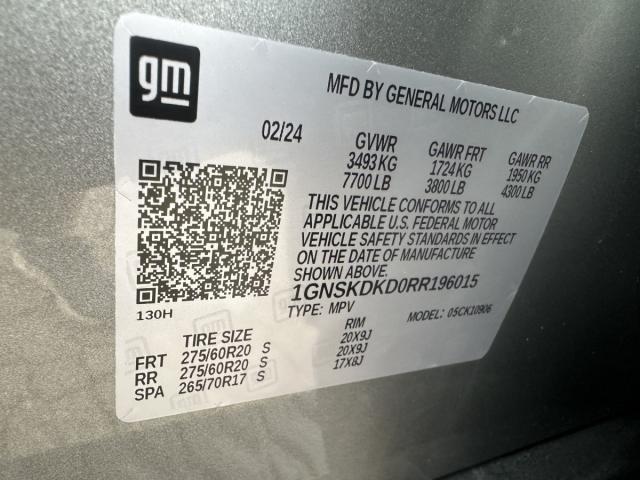 gm
MFD BY GENERAL MOTORS LLC
02/24
GVWR GAWR FRT GAWR RR
3493 KG 1724 KG 1950 KG
7700 LB 3800 LB 4300 LB
THIS VEHICLE CONFORMS TO ALL
APPLICABLE U.S. FEDERAL MOTOR
VEHICLE SAFETY STANDARDS IN EFFECT
ON THE DATE OF MANUFACTURE
SHOWN ABOVE.
1GNSKDKD0RR196015
130H
TYPE: MPV MODEL: 05CK10906
TIRE SIZE RIM
FRT 275/60R20 S 20X9J
RR 275/60R20 S 20X9J
SPA 265/70R17 S 17X8J